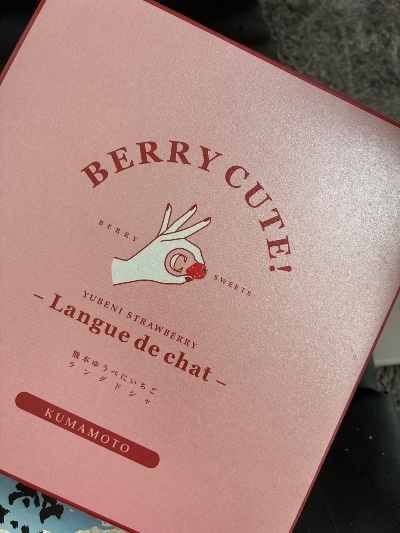 BERRY CUTE!
BERRY SWEETS
C
YUBENI STRAWBERRY
– Langue de chat –
熊本ゆうべにいちご
ラングドシャ
KUMAMOTO